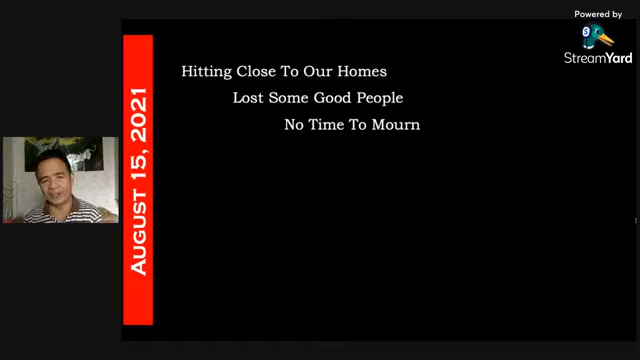 Powered by
StreamYard
Hitting Close To Our Homes
Lost Some Good People
No Time To Mourn
AUGUST 15, 2021